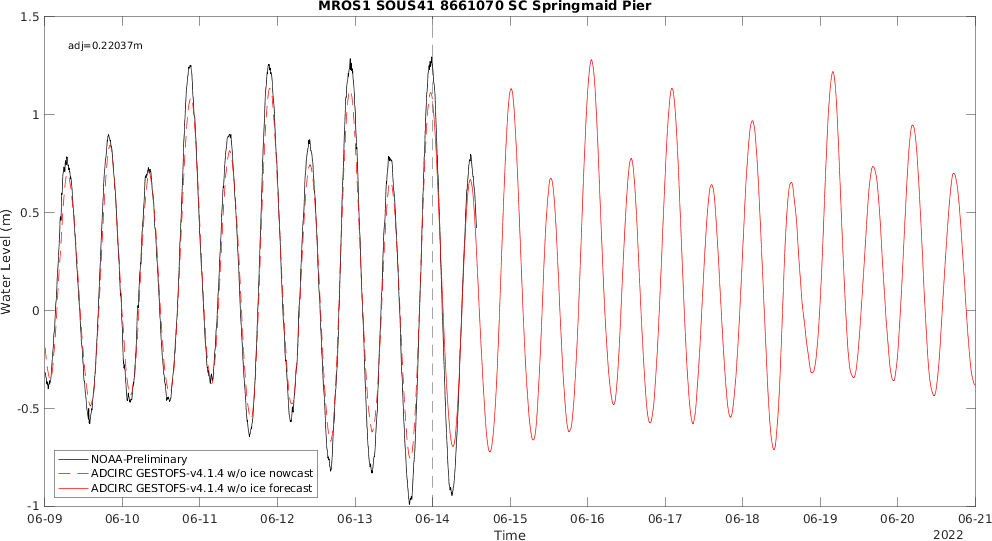 MROS1 SOUS41 8661070 SC Springmaid Pier
adj=0.22037m
1.5
1
0.5
0
-0.5
-1
Water Level (m)
NOAA-Preliminary
ADCIRC GESTOFS-v4.1.4 w/o ice nowcast
ADCIRC GESTOFS-v4.1.4 w/o ice forecast
06-09 06-10 06-11 06-12 06-13 06-14 06-15 06-16 06-17 06-18 06-19 06-20 06-21
Time
2022